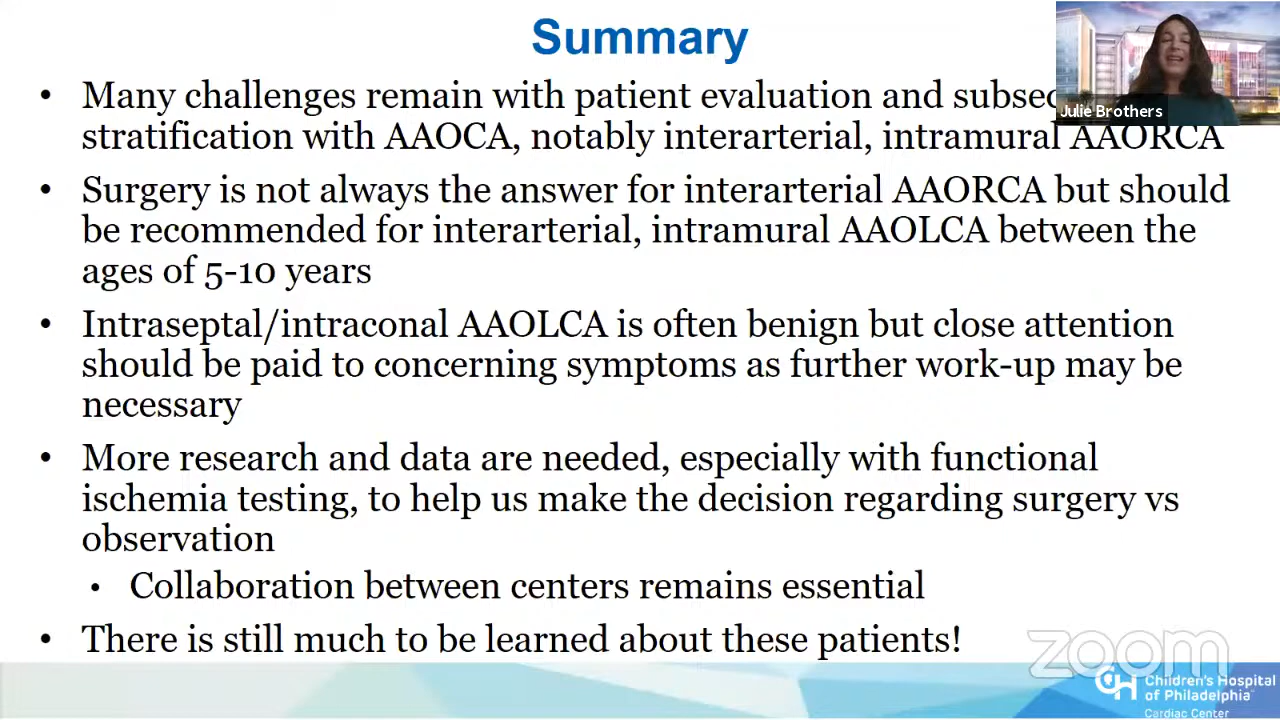 Summary
• Many challenges remain with patient evaluation and
stratification with AAOCA, notably interarterial, intramural AAORCA
• Surgery is not always the answer for interarterial AAORCA but should
be recommended for interarterial, intramural AAOLCA between the
ages of 5-10 years
• Intraseptal/intraconal AAOLCA is often benign but close attention
should be paid to concerning symptoms as further work-up may be
necessary
• More research and data are needed, especially with functional
ischemia testing, to help us make the decision regarding surgery vs
observation
• Collaboration between centers remains essential
• There is still much to be learned about these patients!
Julie Brothers
zoom
CH Children's Hospital
of Philadelphia
Cardiac Center